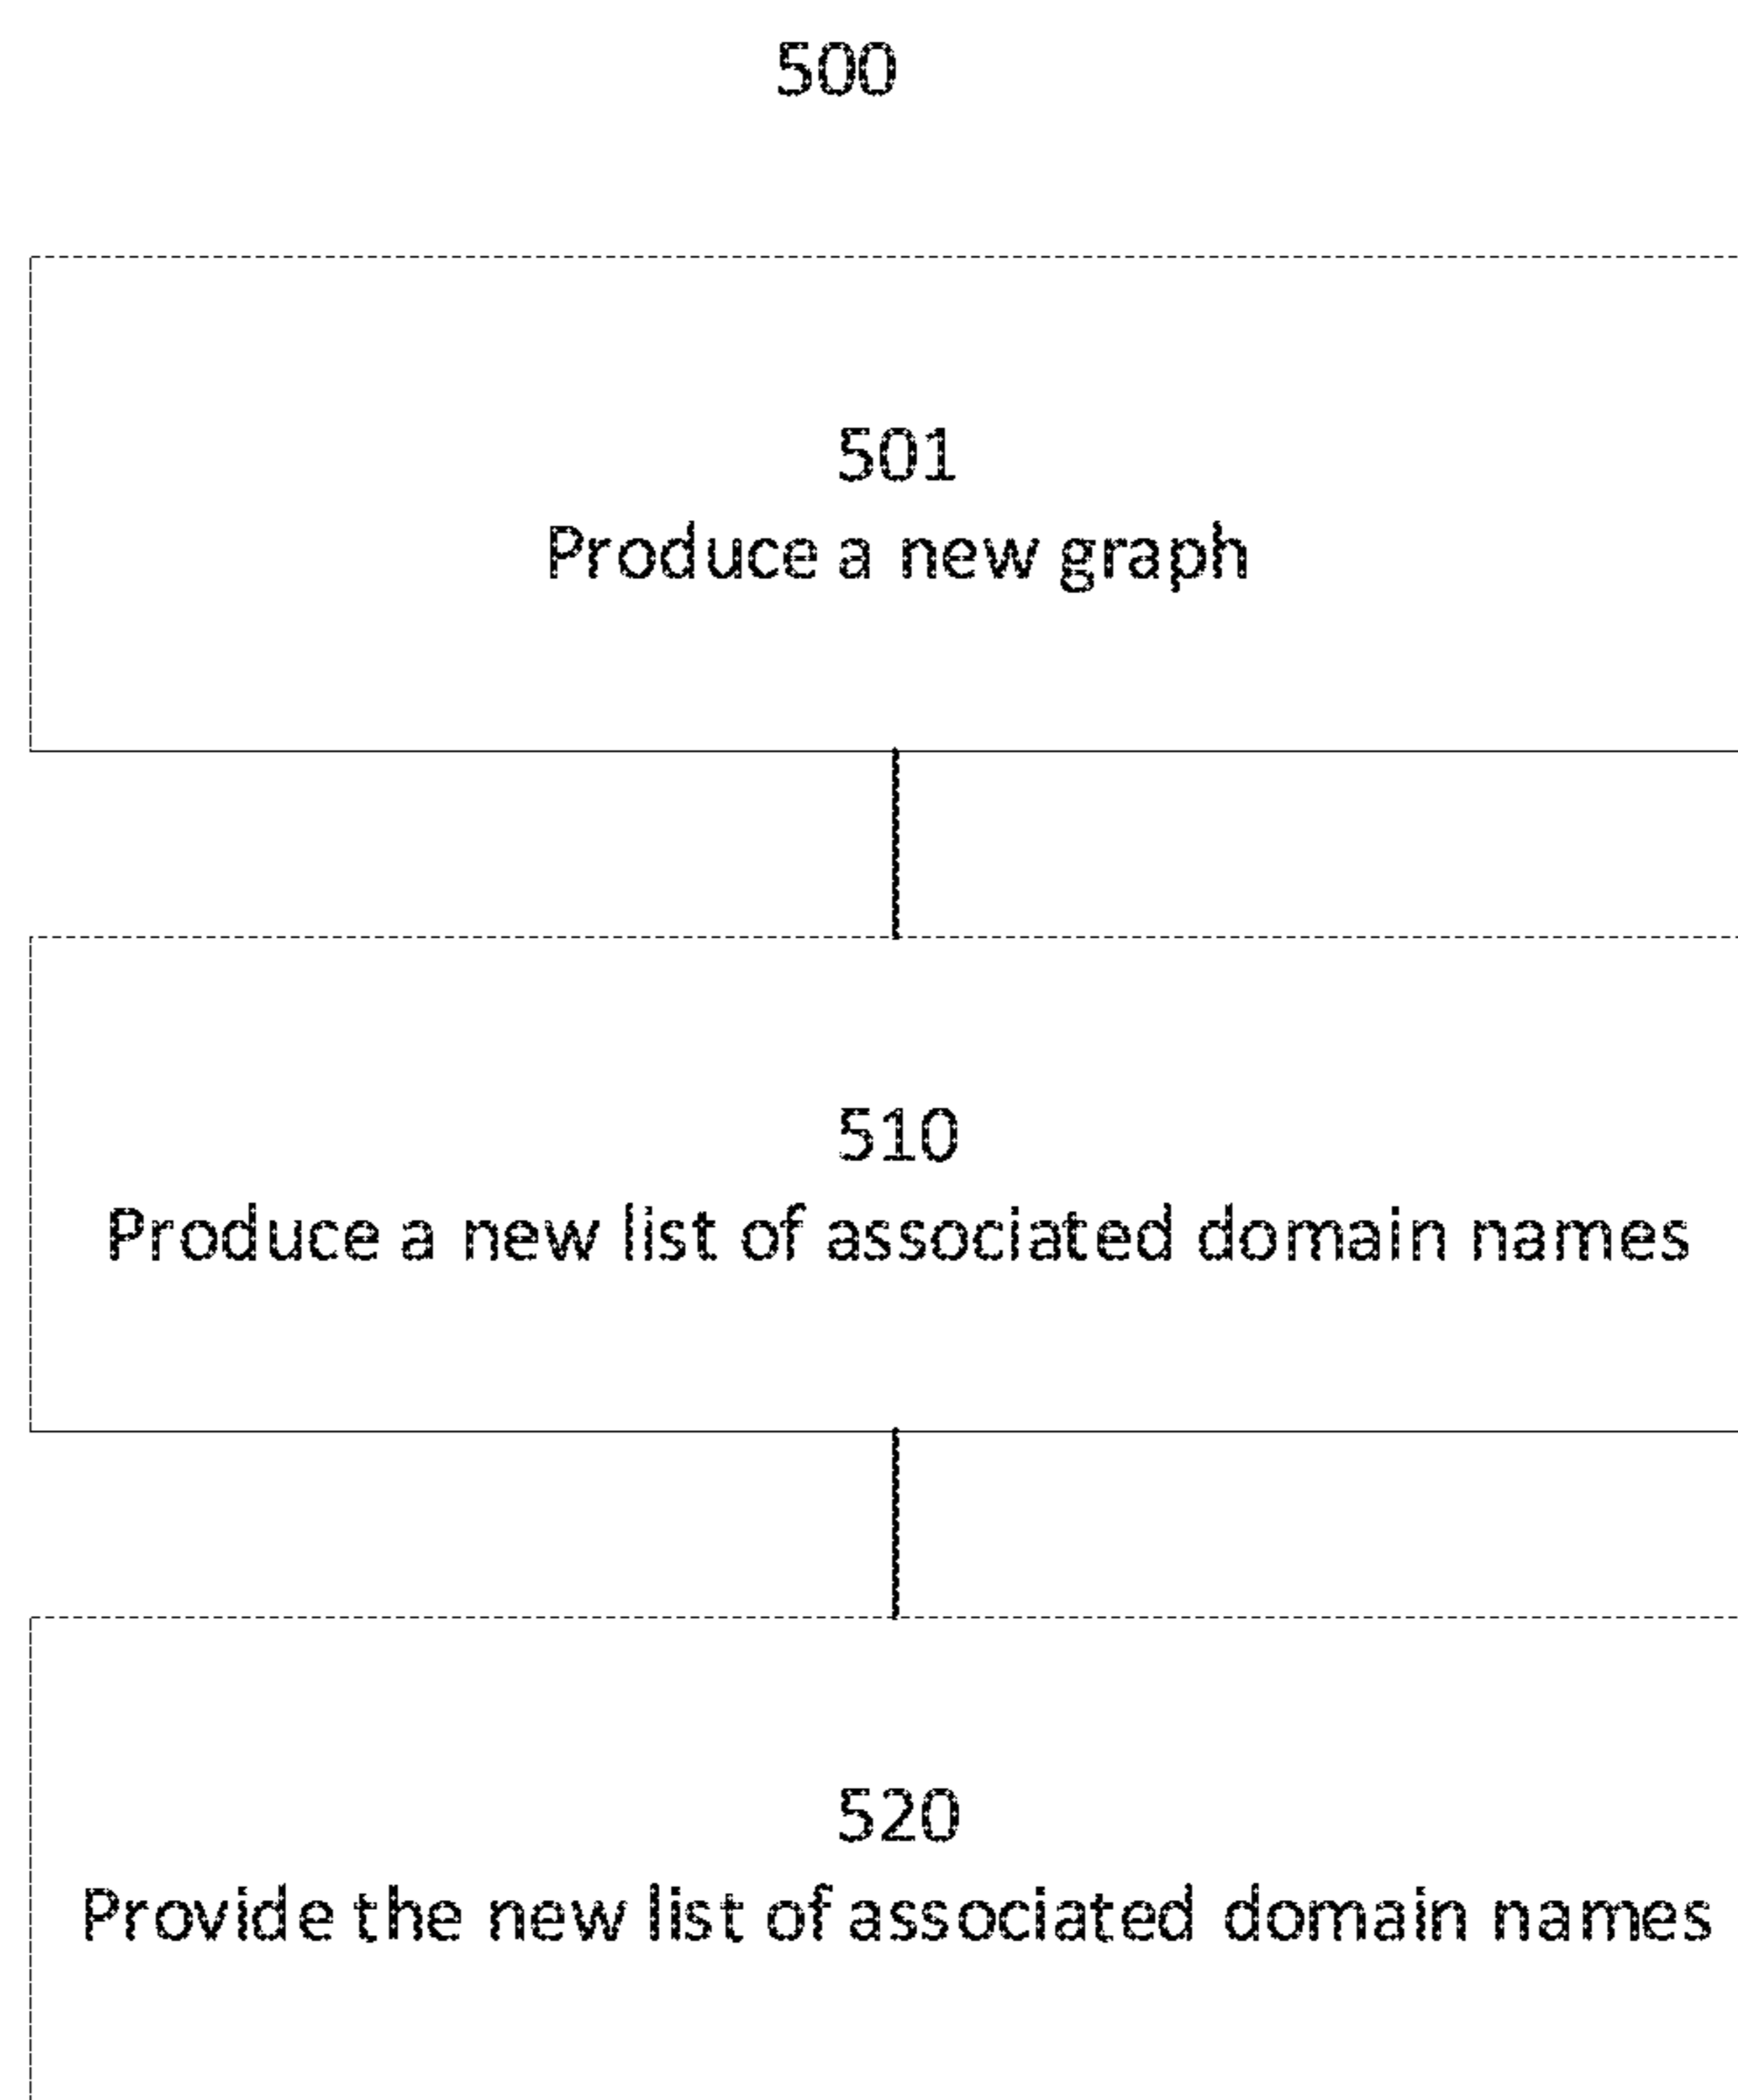 500
501
Produce a new graph
510
Produce a new list of associated domain names
520
Provide the new list of associated domain names